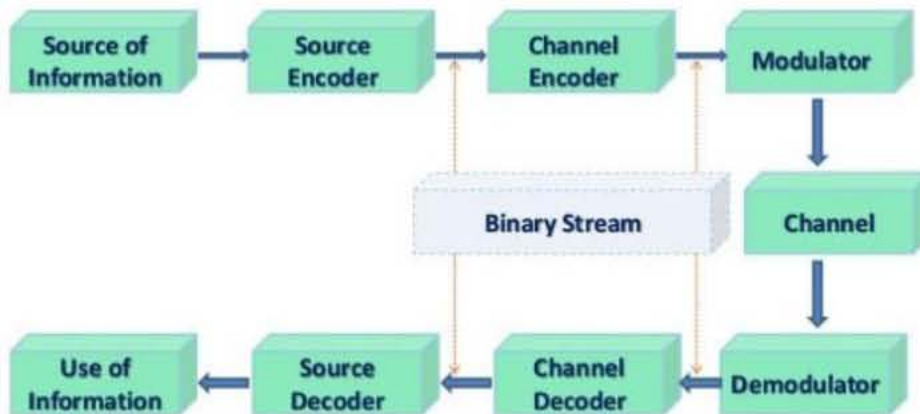 Source of
Information
Source
Encoder
Channel
Encoder
Modulator
Binary Stream
Channel
Use of
Information
Source
Decoder
Channel
Decoder
Demodulator